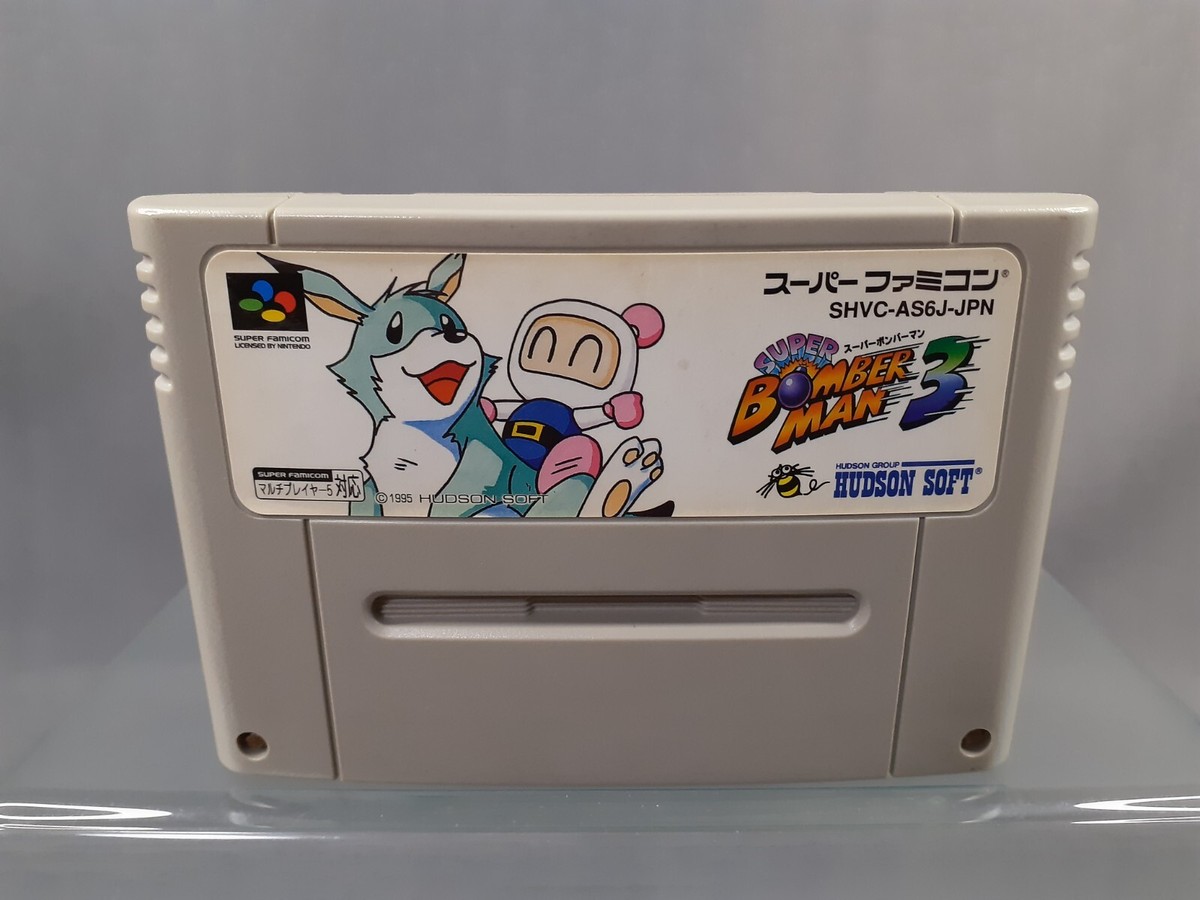 SUPER FAMICOM
LICENSED BY NINTENDO
スーパーファミコン®
SHVC-AS6J-JPN
スーパーボンバーマン
SUPER
BOMBER
MAN 3
HUDSON GROUP
HUDSON SOFT®
SUPER FAMICOM
マルチプレイヤー5 対応
©1995 HUDSON SOFT